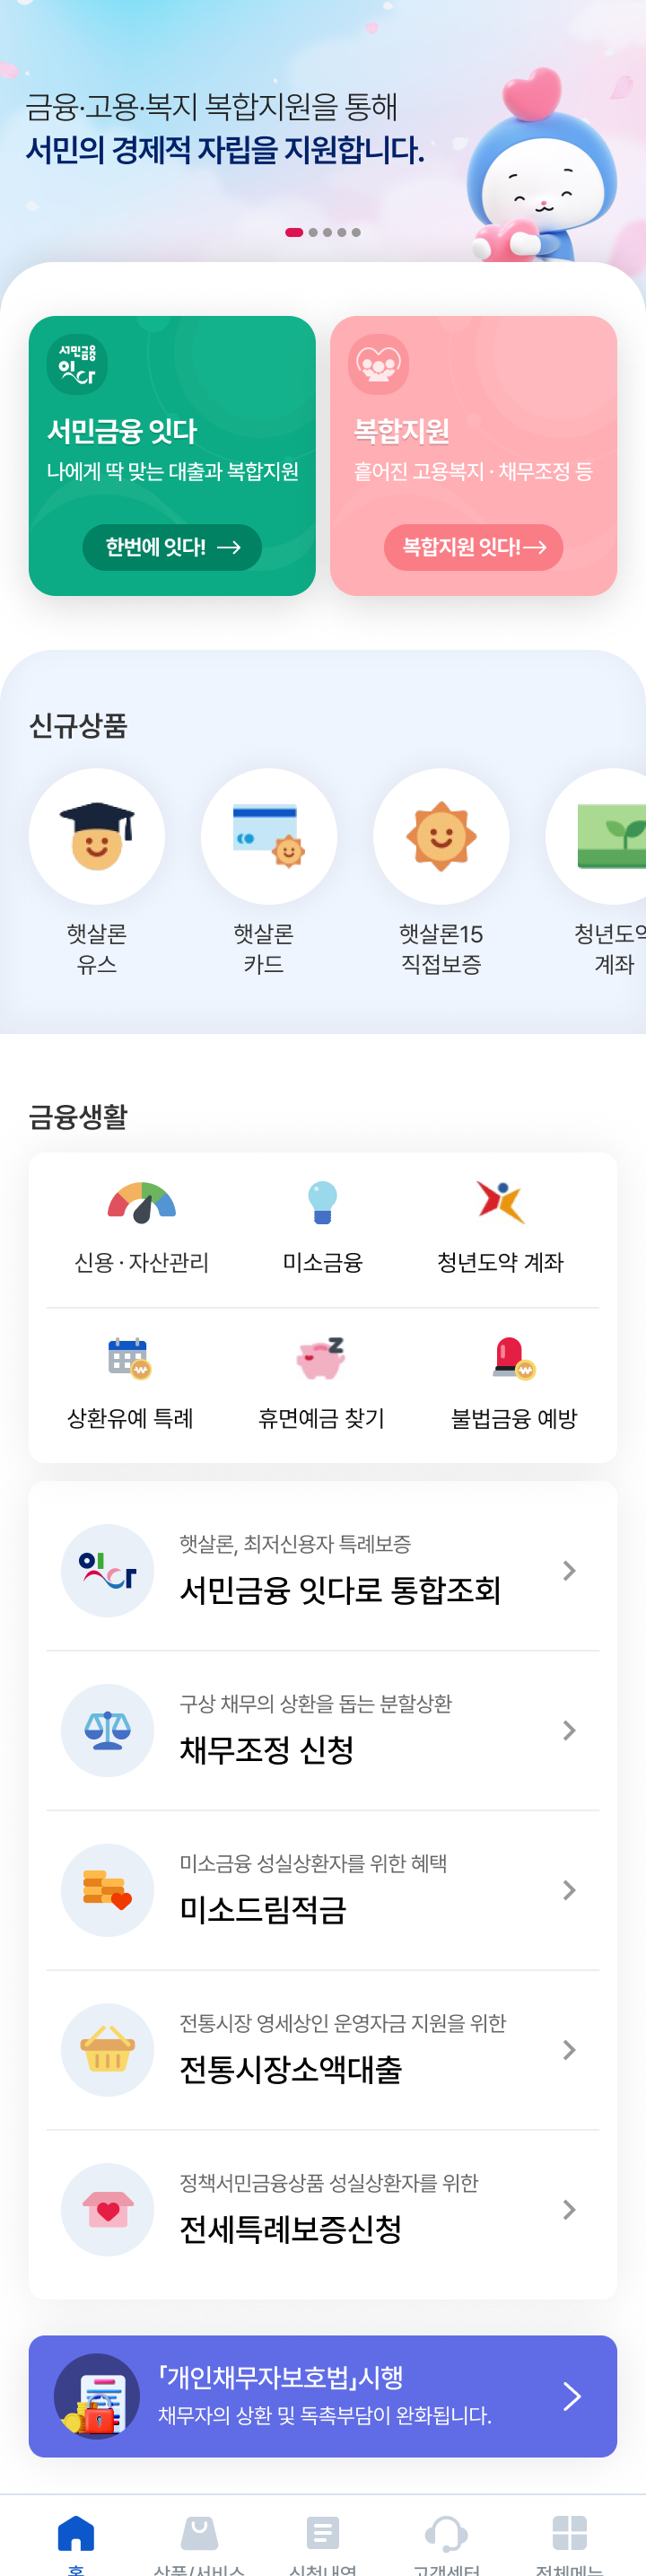 금융·고용·복지 복합지원을 통해
서민의 경제적 자립을 지원합니다.
서민금융
잇다
서민금융 잇다
나에게 딱 맞는 대출과 복합지원
한번에 잇다!
복합지원
흩어진 고용복지 · 채무조정 등
복합지원 잇다!
신규상품
햇살론
유스
햇살론
카드
햇살론15
직접보증
청년도약
계좌
금융생활
신용 · 자산관리
미소금융
청년도약 계좌
상환유예 특례
휴면예금 찾기
불법금융 예방
잇다
햇살론, 최저신용자 특례보증
서민금융 잇다로 통합조회
구상 채무의 상환을 돕는 분할상환
채무조정 신청
미소금융 성실상환자를 위한 혜택
미소드림적금
전통시장 영세상인 운영자금 지원을 위한
전통시장소액대출
정책서민금융상품 성실상환자를 위한
전세특례보증신청
「개인채무자보호법」시행
채무자의 상환 및 독촉부담이 완화됩니다.
홈
상품/서비스
신청내역
고객센터
전체메뉴